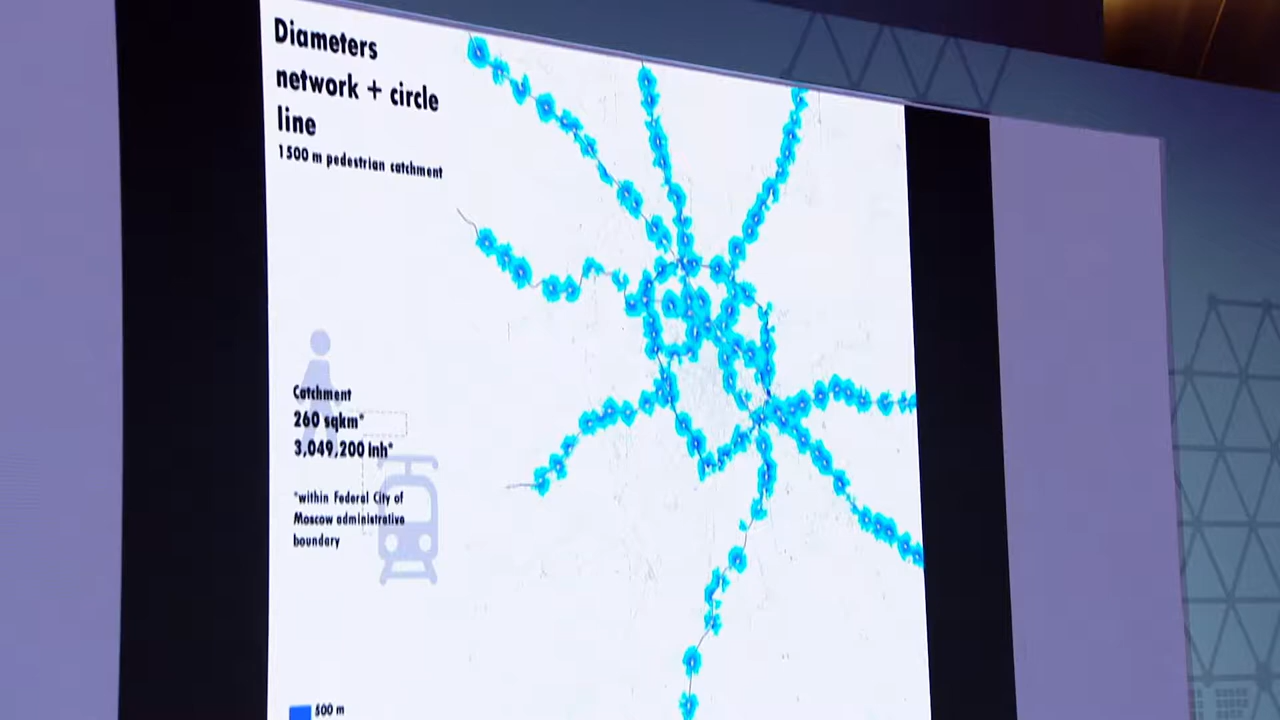 Diameters
network + circle
line
1500 m pedestrian catchment
Catchment
260 sqkm*
3,049,200 inh*
*within Federal City of
Moscow administrative
boundary
500 m